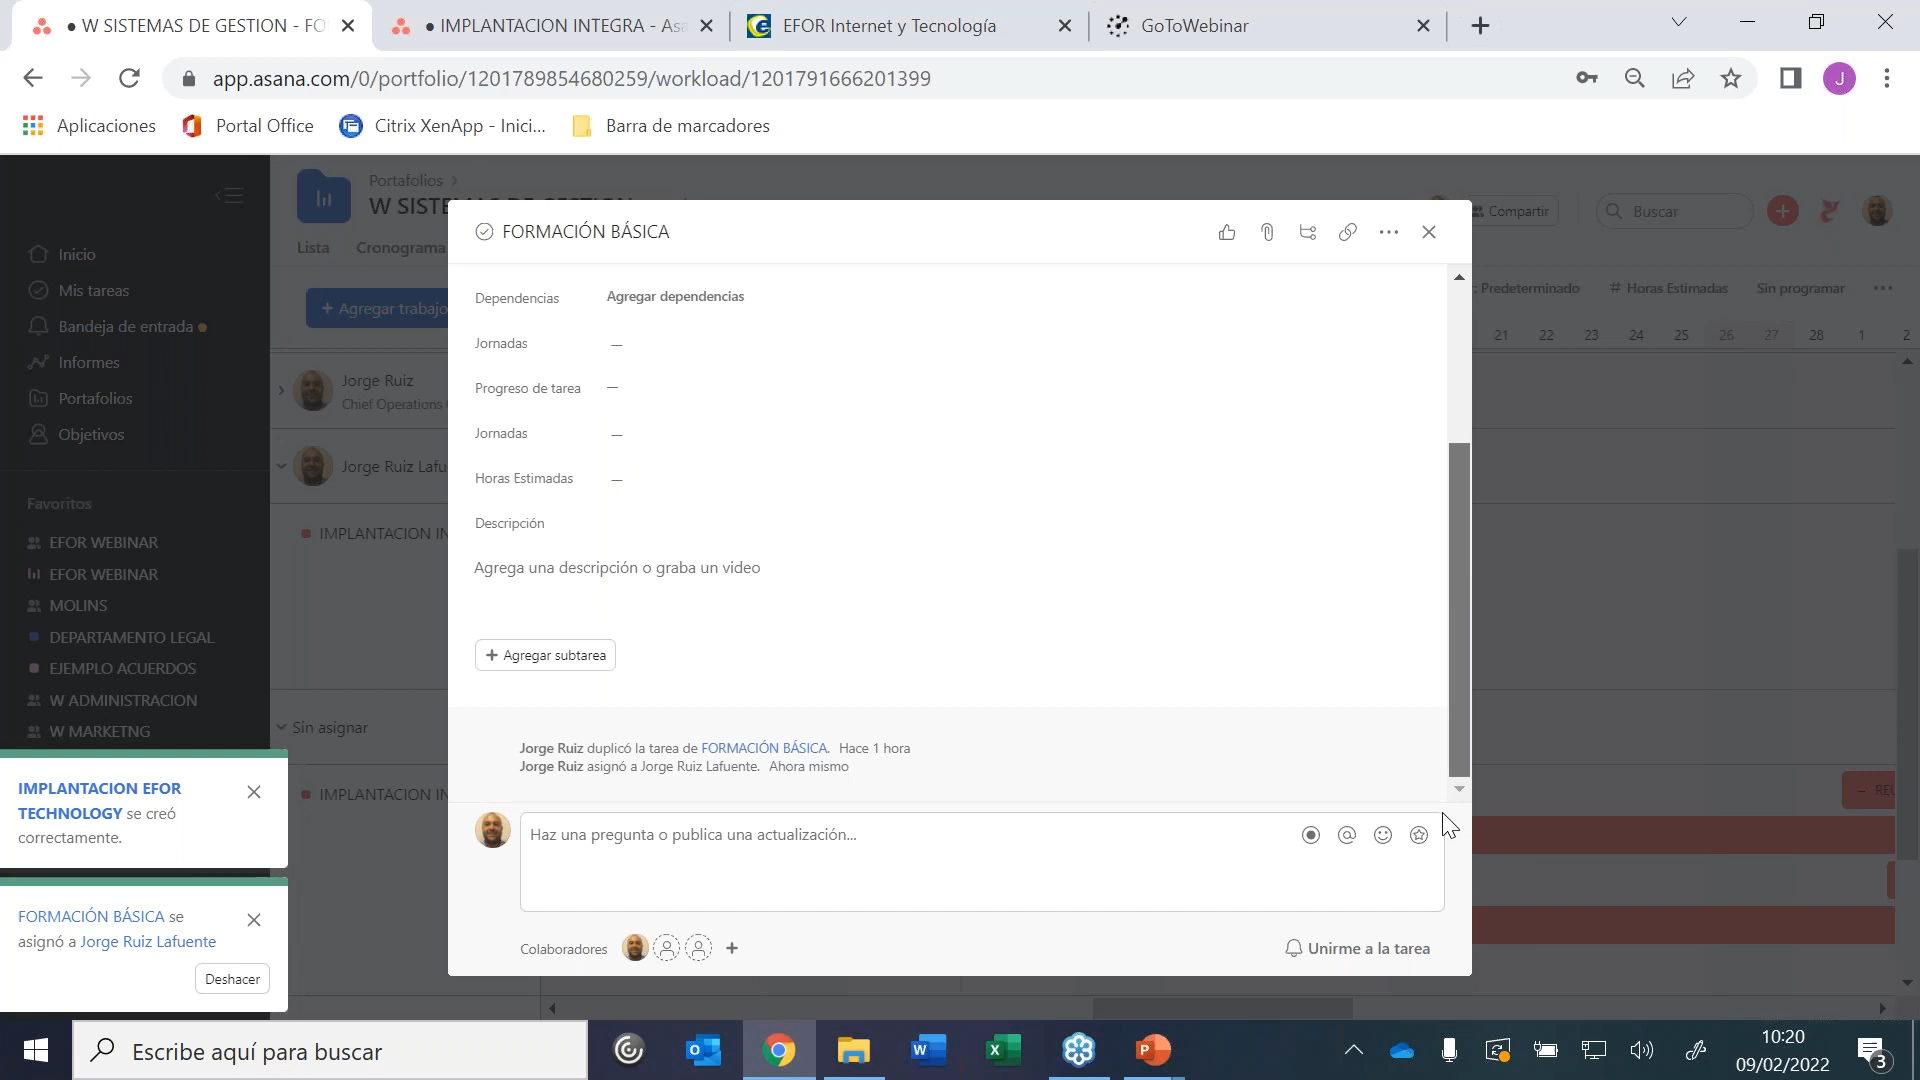 ● W SISTEMAS DE GESTION - FO
● IMPLANTACION INTEGRA - Asa
EFOR Internet y Tecnología
GoToWebinar
app.asana.com/0/portfolio/1201789854680259/workload/1201791666201399
J
Aplicaciones
Portal Office
Citrix XenApp - Inici...
Barra de marcadores
Portafolios >
Compartir
Buscar
Lista
Cronograma
Inicio
Mis tareas
Bandeja de entrada
Informes
Portafolios
Objetivos
Favoritos
EFOR WEBINAR
EFOR WEBINAR
MOLINS
DEPARTAMENTO LEGAL
EJEMPLO ACUERDOS
W ADMINISTRACION
W MARKETNG
+ Agregar trabajo
Predeterminado
# Horas Estimadas
Sin programar
21 22 23 24 25 26 27 28 1 2
Jorge Ruiz
Chief Operations
Jorge Ruiz Lafu
IMPLANTACION IN
Sin asignar
IMPLANTACION IN
FORMACIÓN BÁSICA
Dependencias
Agregar dependencias
Jornadas —
Progreso de tarea —
Jornadas —
Horas Estimadas —
Descripción
Agrega una descripción o graba un video
+ Agregar subtarea
Jorge Ruiz duplicó la tarea de FORMACIÓN BÁSICA. Hace 1 hora
Jorge Ruiz asignó a Jorge Ruiz Lafuente. Ahora mismo
Haz una pregunta o publica una actualización...
Colaboradores
Unirme a la tarea
IMPLANTACION EFOR
TECHNOLOGY se creó
correctamente.
FORMACIÓN BÁSICA se
asignó a Jorge Ruiz Lafuente
Deshacer
Escribe aquí para buscar
10:20
09/02/2022
3